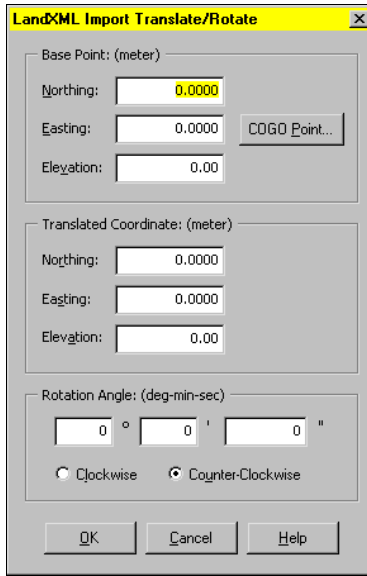 LandXML Import Translate/Rotate
Base Point: (meter)
Northing: 0.0000
Easting: 0.0000 COGO Point...
Elevation: 0.00
Translated Coordinate: (meter)
Northing: 0.0000
Easting: 0.0000
Elevation: 0.00
Rotation Angle: (deg-min-sec)
0 ° 0 ' 0 "
Clockwise Counter-Clockwise
OK Cancel Help